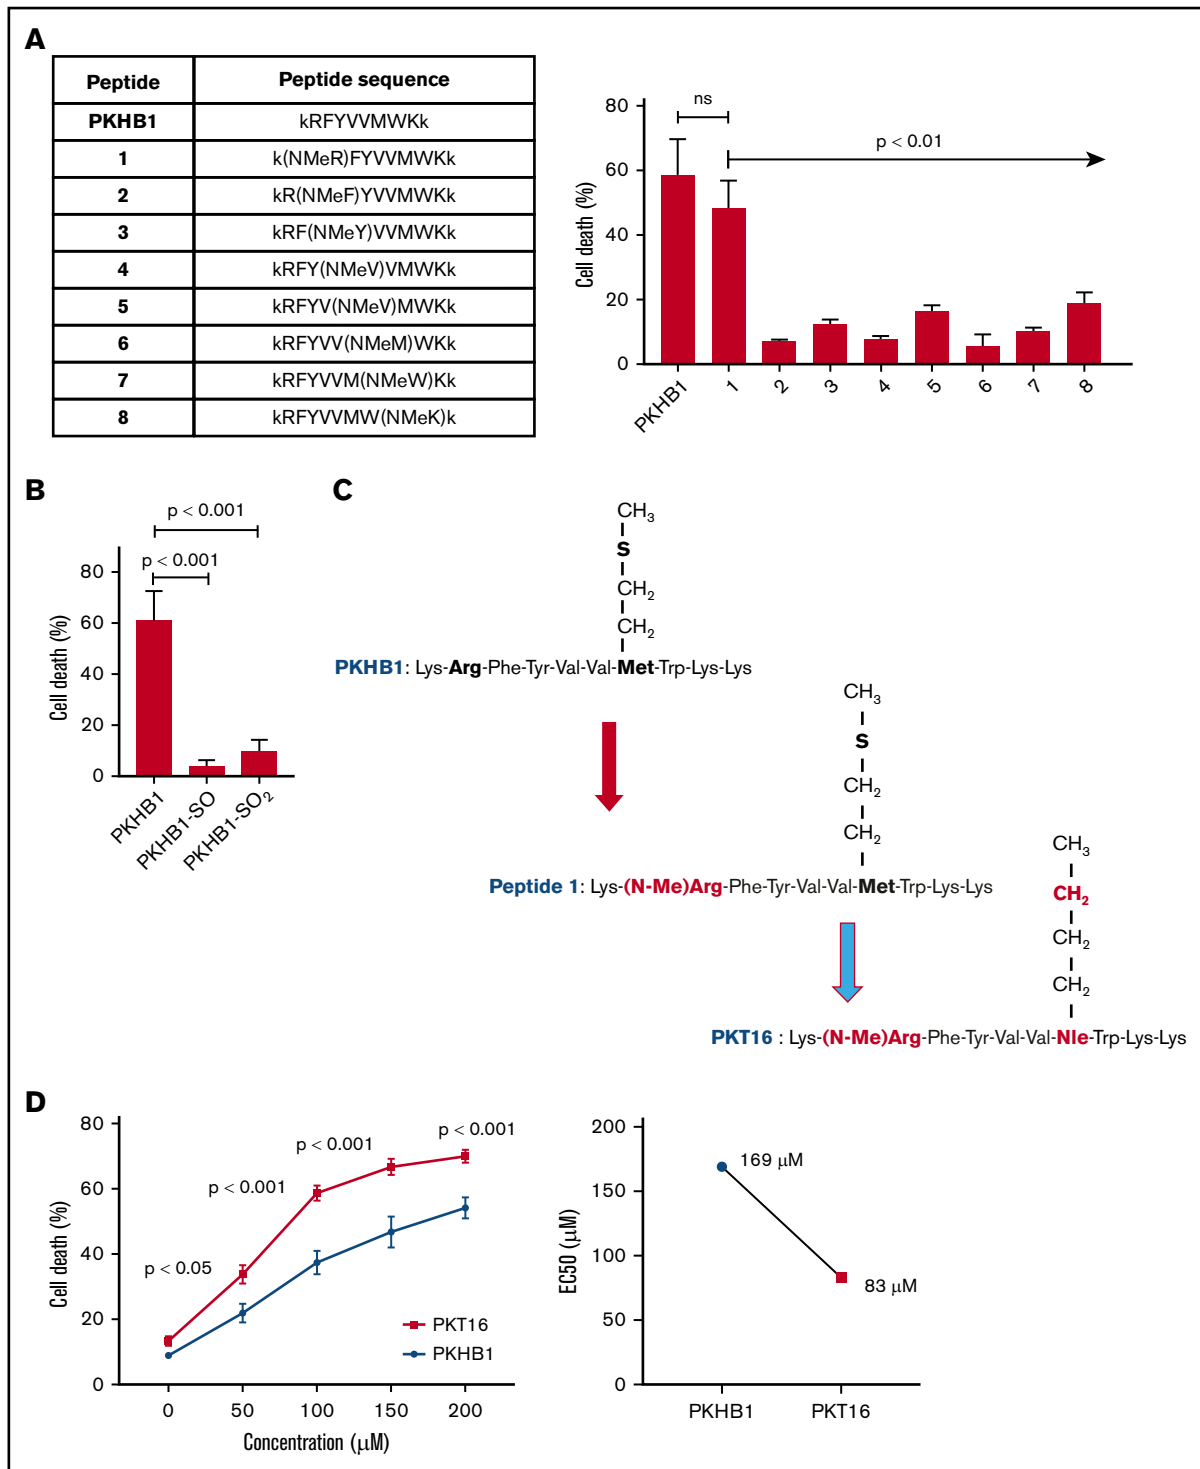 A
Peptide Peptide sequence
PKHB1 kRFYVVMWKk
1 k(NMeR)FYVVMWKk
2 kR(NMeF)YVVMWKk
3 kRF(NMeY)VVMWKk
4 kRFY(NMeV)VMWKk
5 kRFYV(NMeV)MWKk
6 kRFYVV(NMeM)WKk
7 kRFYVVM(NMeW)Kk
8 kRFYVVMW(NMeK)k
Cell death (%)
80
60
40
20
0
ns
p < 0.01
PKHB1 1 2 3 4 5 6 7 8
B
p < 0.001
p < 0.001
Cell death (%)
80
60
40
20
0
PKHB1 PKHB1-SO PKHB1-SO₂
C
CH₃
S
CH₂
CH₂
PKHB1: Lys-Arg-Phe-Tyr-Val-Val-Met-Trp-Lys-Lys
CH₃
S
CH₂
CH₂
Peptide 1: Lys-(N-Me)Arg-Phe-Tyr-Val-Val-Met-Trp-Lys-Lys
CH₃
CH₂
CH₂
CH₂
PKT16 : Lys-(N-Me)Arg-Phe-Tyr-Val-Val-Nle-Trp-Lys-Lys
D
Cell death (%)
80
60
40
20
0
p < 0.05
p < 0.001
p < 0.001
p < 0.001
PKT16
PKHB1
0 50 100 150 200
Concentration (μM)
EC50 (μM)
200
150
100
50
0
169 μM
83 μM
PKHB1 PKT16